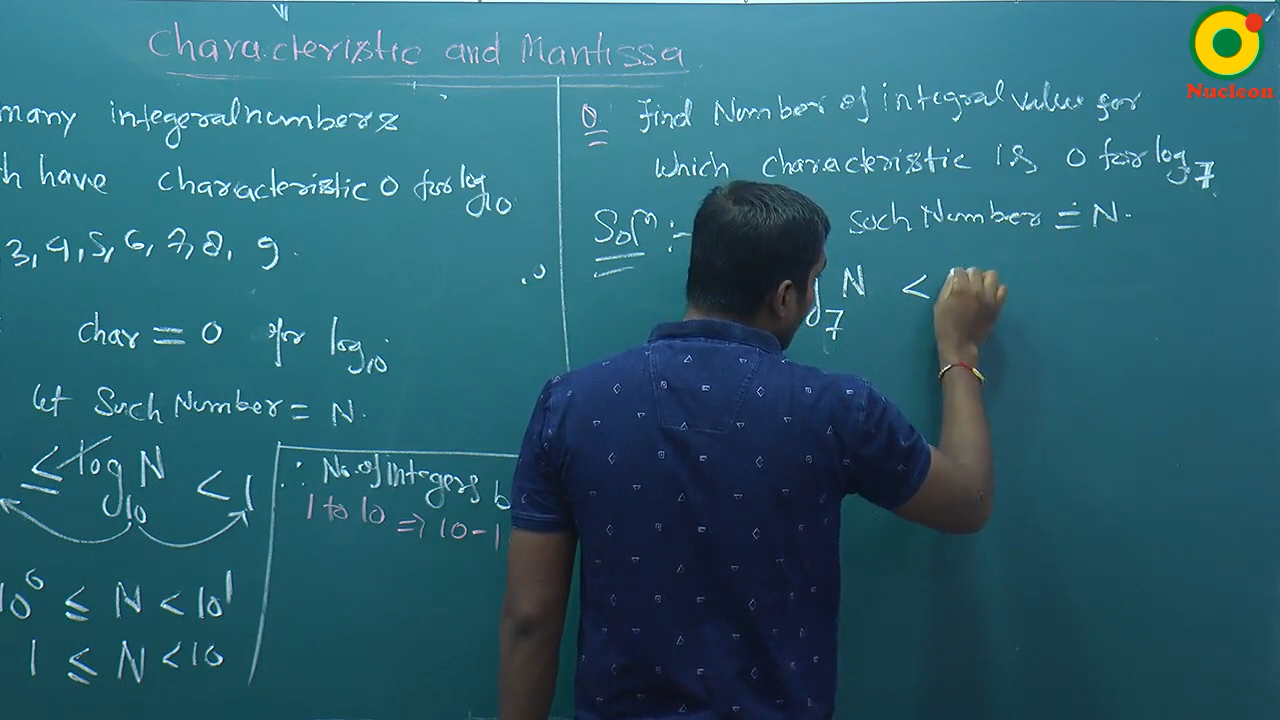 Characteristic and Mantissa
many integeral numbers
th have characteristic 0 for log10
3, 4, 5, 6, 7, 8, 9
char = 0 for log10
Let Such Number = N.
≤ log10 N < 1
10⁰ ≤ N < 10¹
1 ≤ N < 10
∴ No. of integers b
1 to 10 ⇒ 10 - 1
Q Find Number of integral value for
which characteristic is 0 for log7
Soln :- such Number = N.
g7 N <
Nucleon